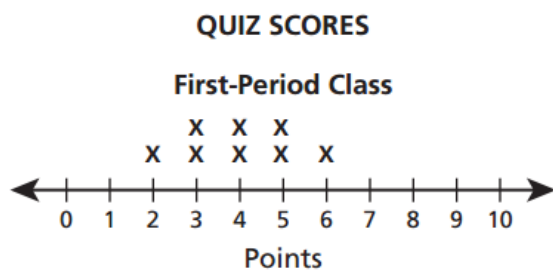 QUIZ SCORES
First-Period Class
X X X
X X X X X
0 1 2 3 4 5 6 7 8 9 10
Points